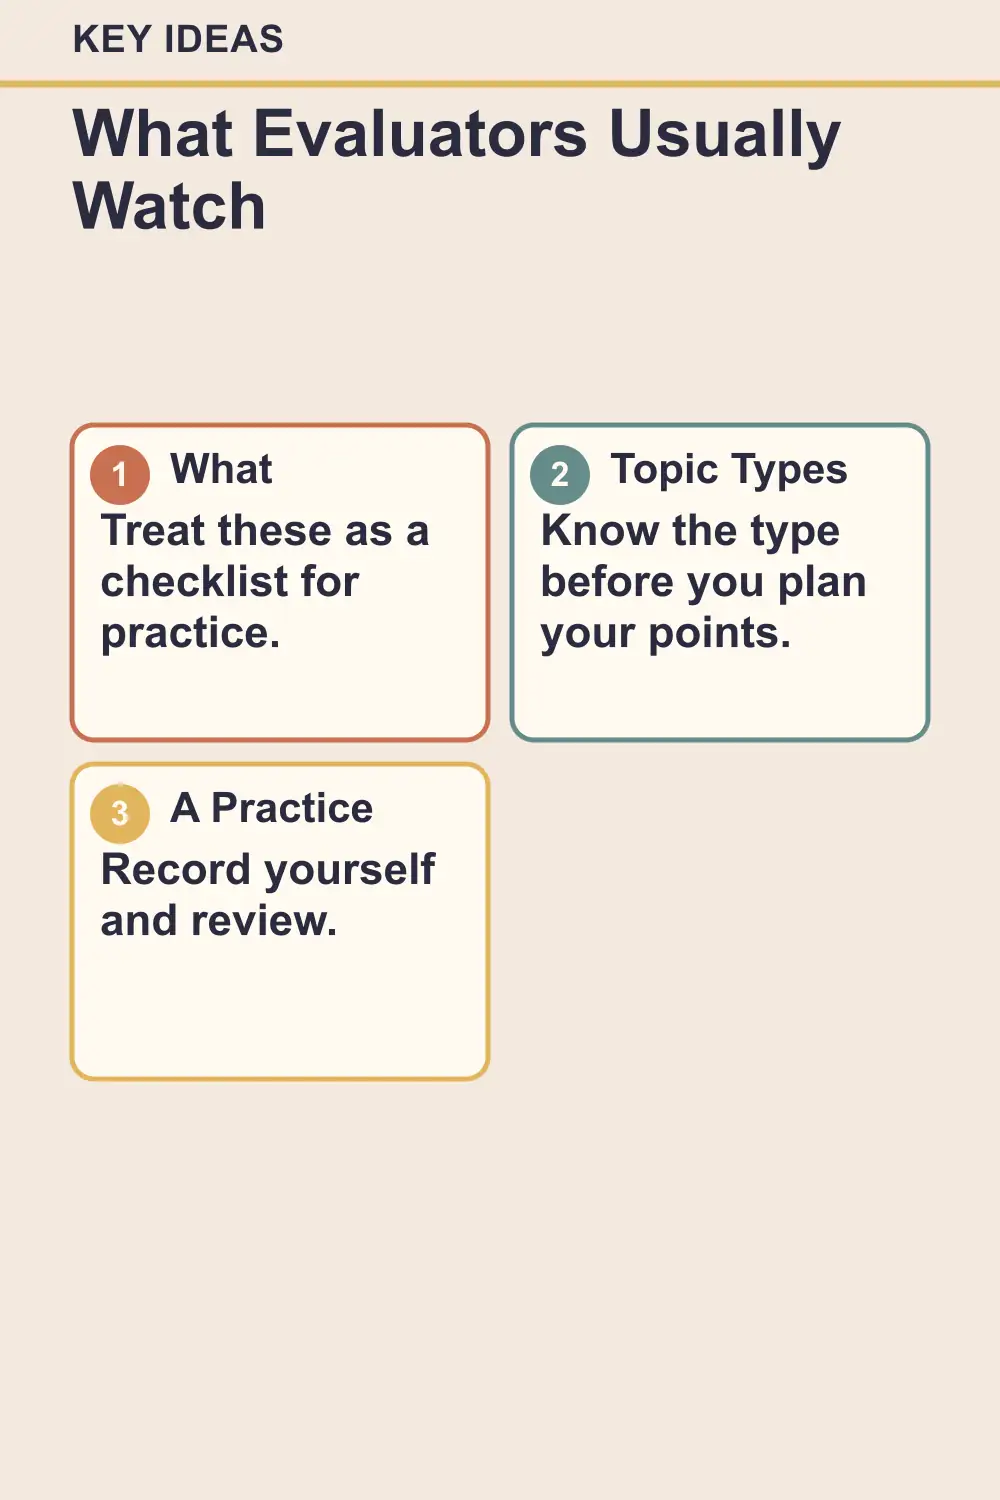 KEY IDEAS
What Evaluators Usually
Watch
1 What
Treat these as a
checklist for
practice.
2 Topic Types
Know the type
before you plan
your points.
3 A Practice
Record yourself
and review.